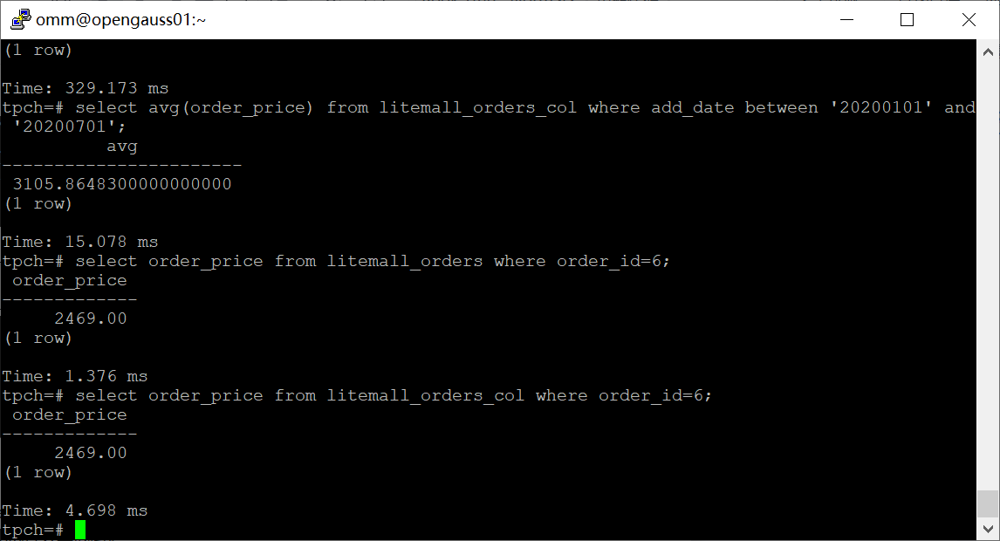 omm@opengauss01:~
(1 row)
Time: 329.173 ms
tpch=# select avg(order_price) from litemall_orders_col where add_date between '20200101' and
 '20200701';
          avg
-----------------------
 3105.8648300000000000
(1 row)
Time: 15.078 ms
tpch=# select order_price from litemall_orders where order_id=6;
 order_price
-------------
     2469.00
(1 row)
Time: 1.376 ms
tpch=# select order_price from litemall_orders_col where order_id=6;
 order_price
-------------
     2469.00
(1 row)
Time: 4.698 ms
tpch=#